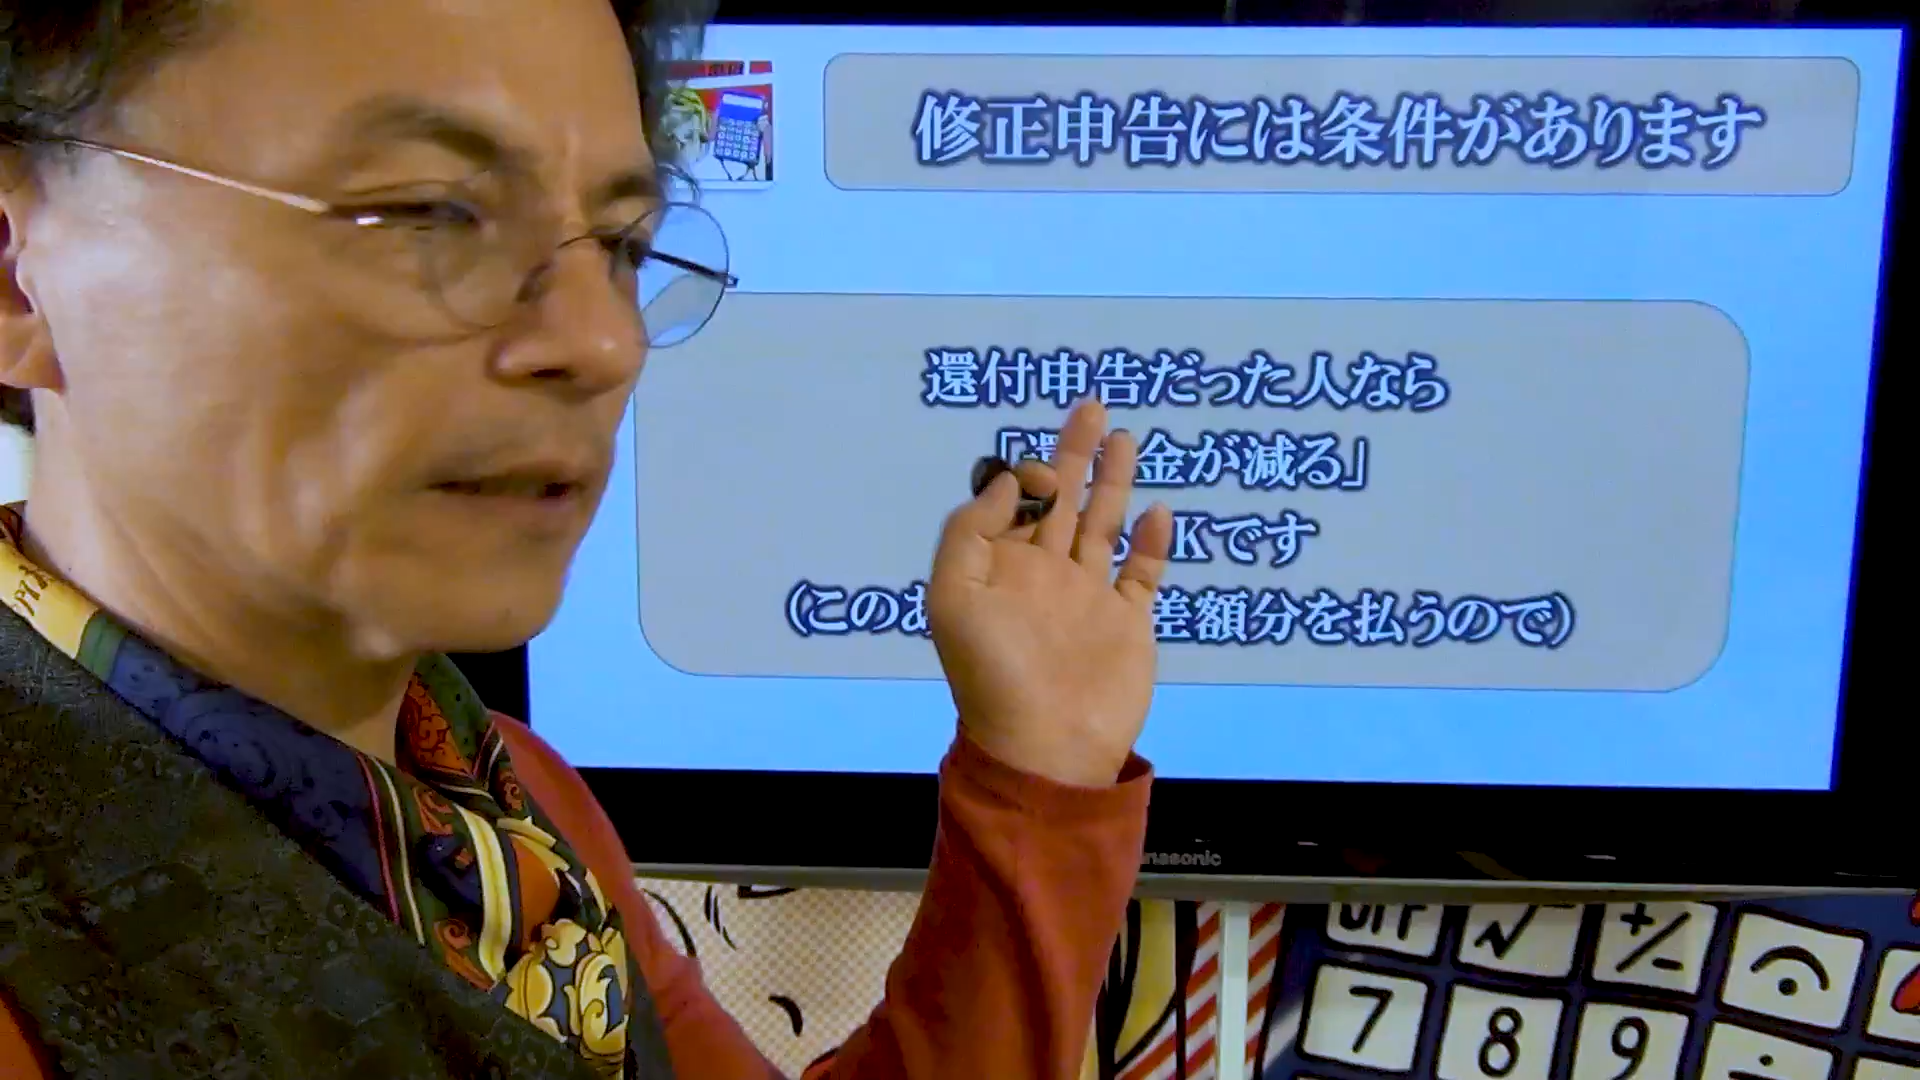 修正申告には条件があります
還付申告だった人なら
「還 金が減る」
Kです
(このあ 差額分を払うので)
nasonic
OFF √ +/-
7 8 9 ÷